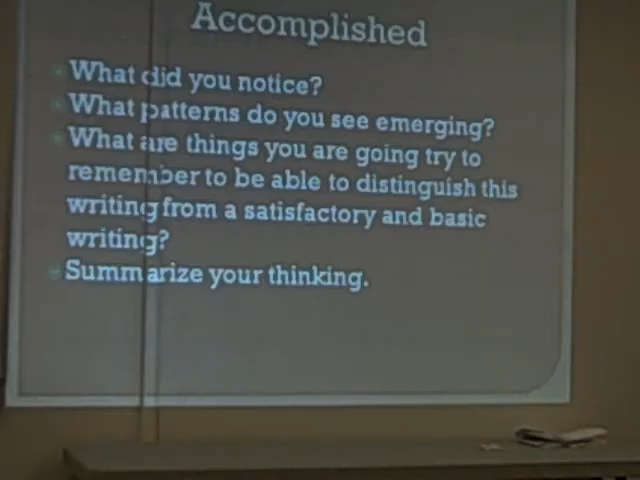 Accomplished
What did you notice?
What patterns do you see emerging?
What are things you are going try to
remember to be able to distinguish this
writing from a satisfactory and basic
writing?
Summarize your thinking.